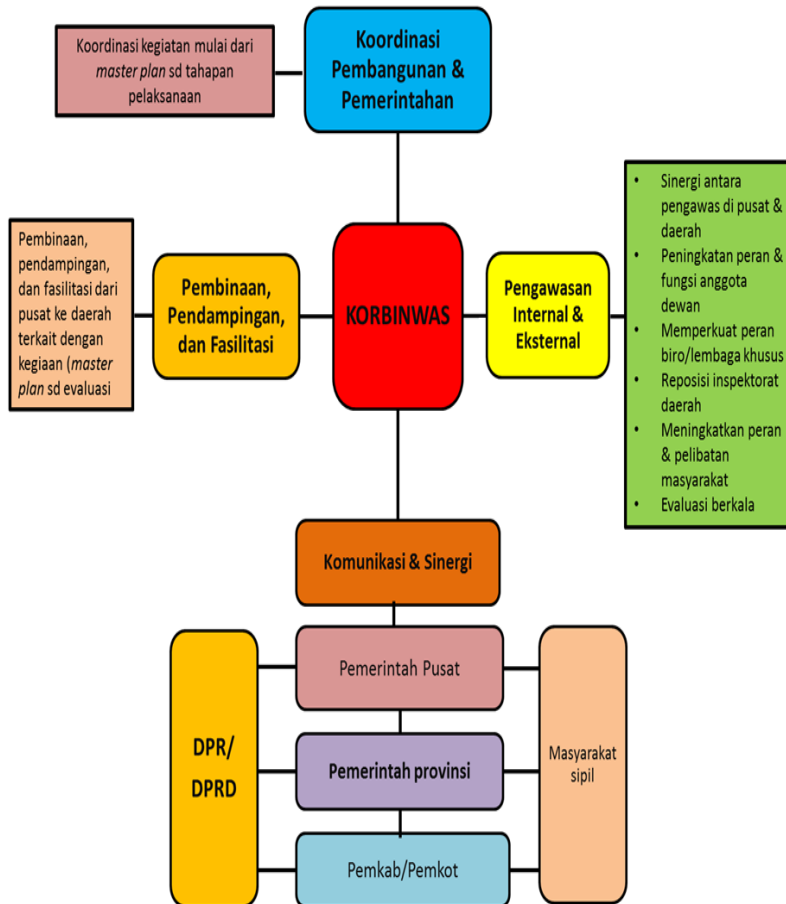 Koordinasi kegiatan mulai dari
master plan sd tahapan
pelaksanaan
Koordinasi
Pembangunan &
Pemerintahan
Pembinaan,
pendampingan,
dan fasilitasi dari
pusat ke daerah
terkait dengan
kegiaan (master
plan sd evaluasi
Pembinaan,
Pendampingan,
dan Fasilitasi
KORBINWAS
Pengawasan
Internal &
Eksternal
• Sinergi antara
pengawas di pusat &
daerah
• Peningkatan peran &
fungsi anggota
dewan
• Memperkuat peran
biro/lembaga khusus
• Reposisi inspektorat
daerah
• Meningkatkan peran
& pelibatan
masyarakat
• Evaluasi berkala
Komunikasi & Sinergi
DPR/
DPRD
Pemerintah Pusat
Pemerintah provinsi
Pemkab/Pemkot
Masyarakat
sipil